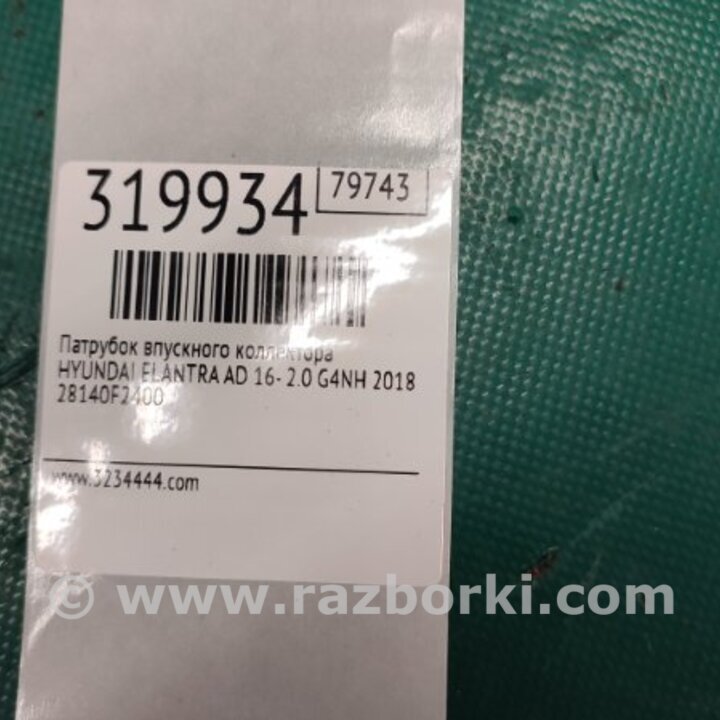 319934 79743
Патрубок впускного коллектора
HYUNDAI ELANTRA AD 16- 2.0 G4NH 2018
28140F2400
www.3234444.com
© www.razborki.com